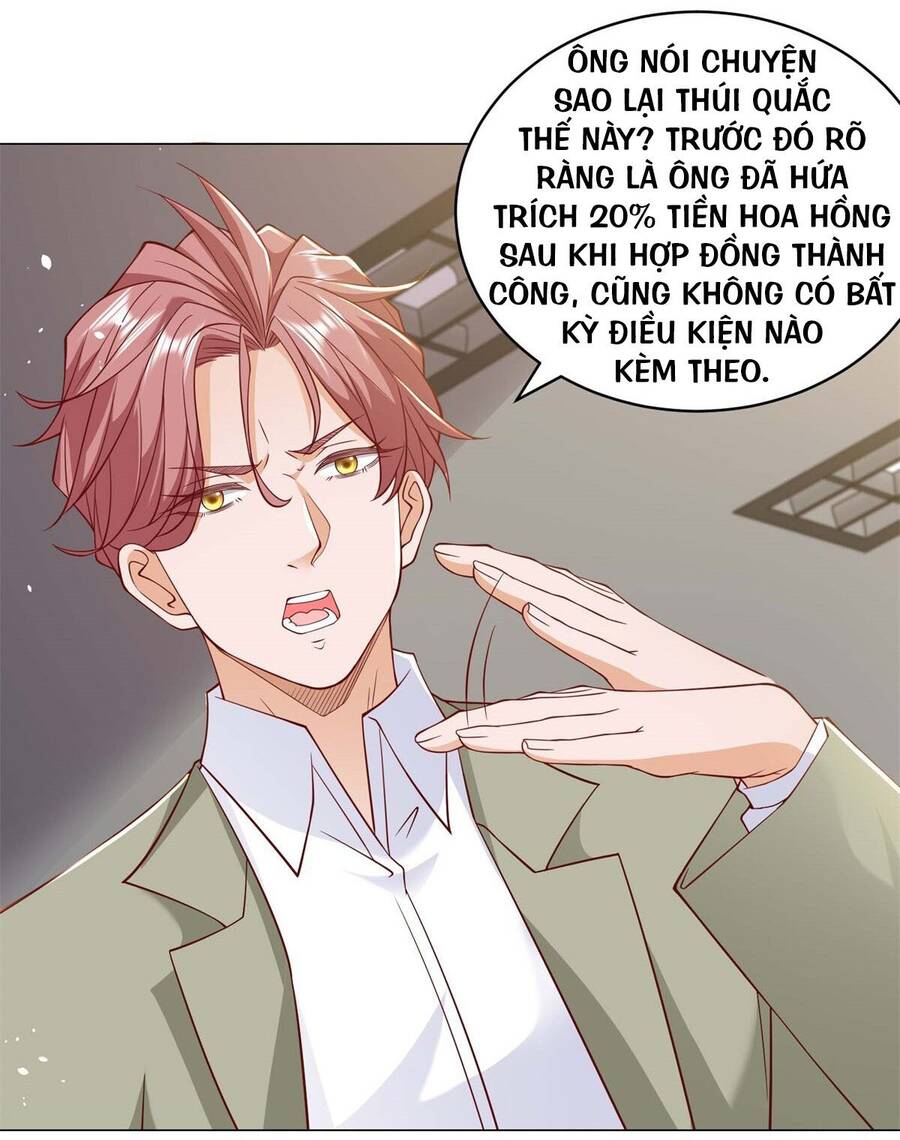 ÔNG NÓI CHUYỆN
SAO LẠI THÚI QUẮC
THẾ NÀY? TRƯỚC ĐÓ RÕ
RÀNG LÀ ÔNG ĐÃ HỨA
TRÍCH 20% TIỀN HOA HỒNG
SAU KHI HỢP ĐỒNG THÀNH
CÔNG, CŨNG KHÔNG CÓ BẤT
KỲ ĐIỀU KIỆN NÀO
KÈM THEO.